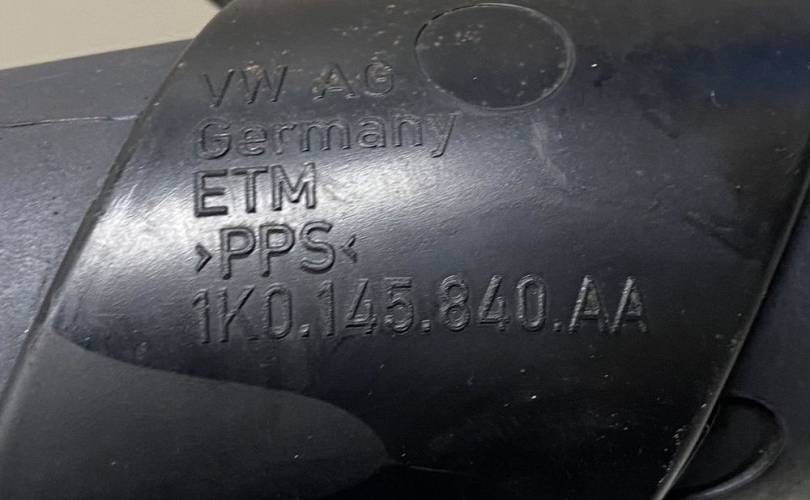 VW AG
Germany
ETM
>PPS<
1K0.145.840.AA